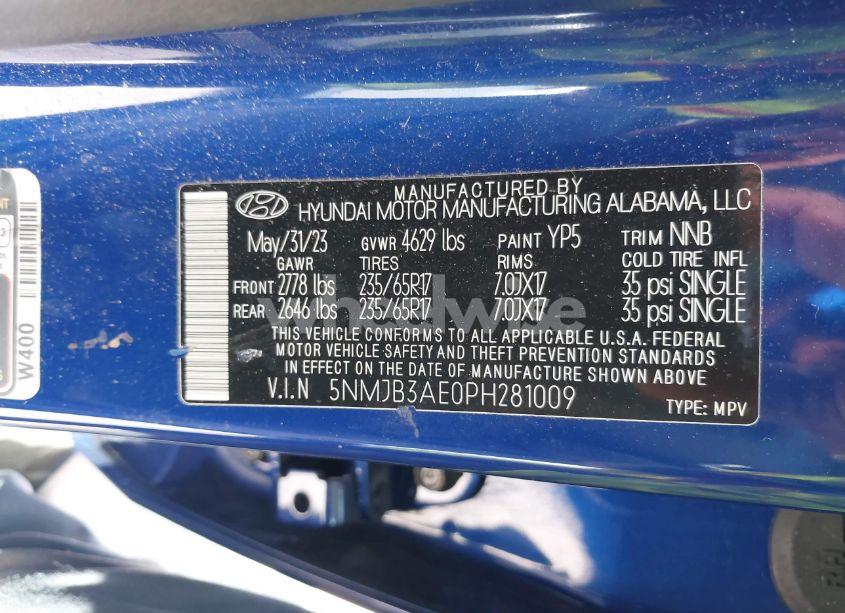 MANUFACTURED BY
HYUNDAI MOTOR MANUFACTURING ALABAMA, LLC
May/31/23 GVWR 4629 lbs PAINT YP5 TRIM NNB
GAWR TIRES RIMS COLD TIRE INFL
FRONT 2778 lbs 235/65R17 7.0JX17 35 psi SINGLE
REAR 2646 lbs 235/65R17 7.0JX17 35 psi SINGLE
THIS VEHICLE CONFORMS TO ALL APPLICABLE U.S.A. FEDERAL
MOTOR VEHICLE SAFETY AND THEFT PREVENTION STANDARDS
IN EFFECT ON THE DATE OF MANUFACTURE SHOWN ABOVE
V.I.N 5NMJB3AE0PH281009
TYPE: MPV
W400